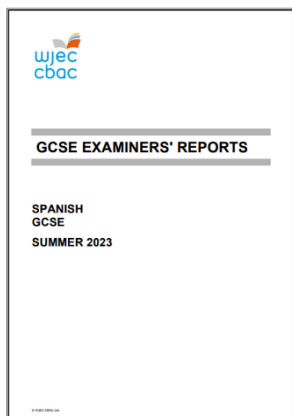 wjec
cbac
GCSE EXAMINERS' REPORTS
SPANISH
GCSE
SUMMER 2023